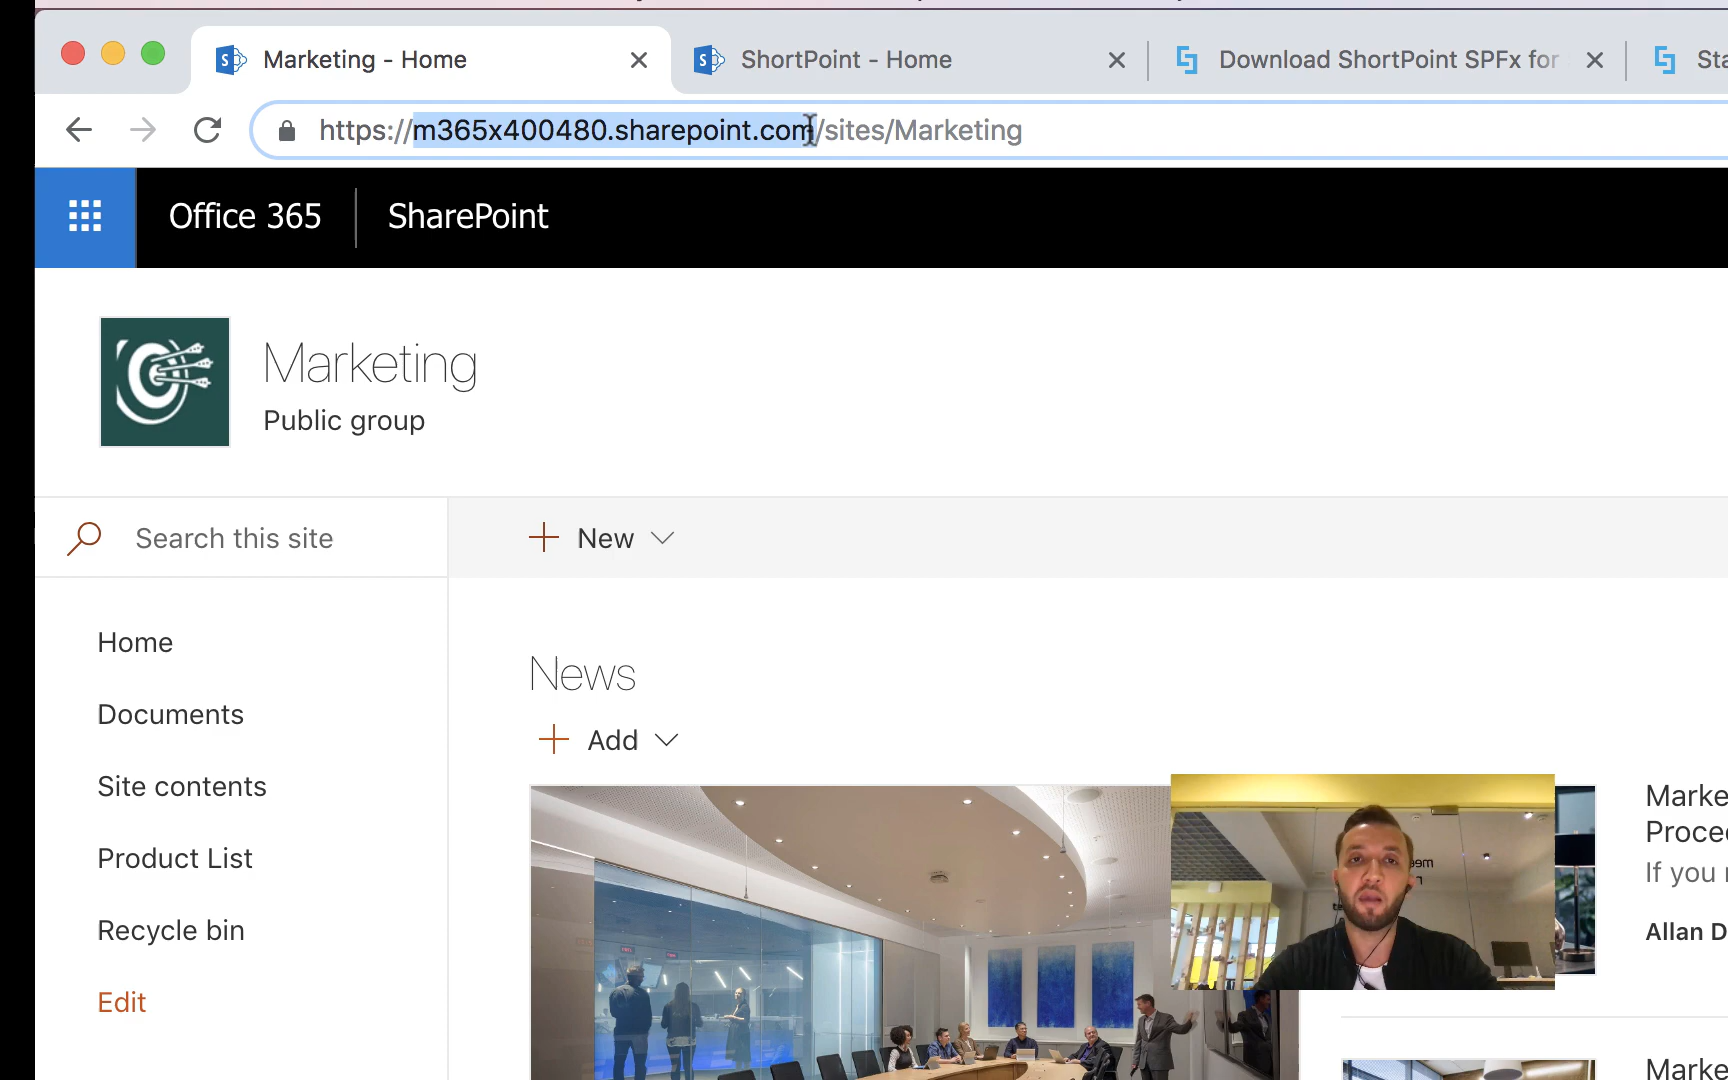 Marketing - Home
ShortPoint - Home
Download ShortPoint SPFx for
Sta
https://m365x400480.sharepoint.com/sites/Marketing
Office 365
SharePoint
Marketing
Public group
Search this site
New
Home
Documents
Site contents
Product List
Recycle bin
Edit
News
Add
Marke
Proce
If you
Allan D
Marke